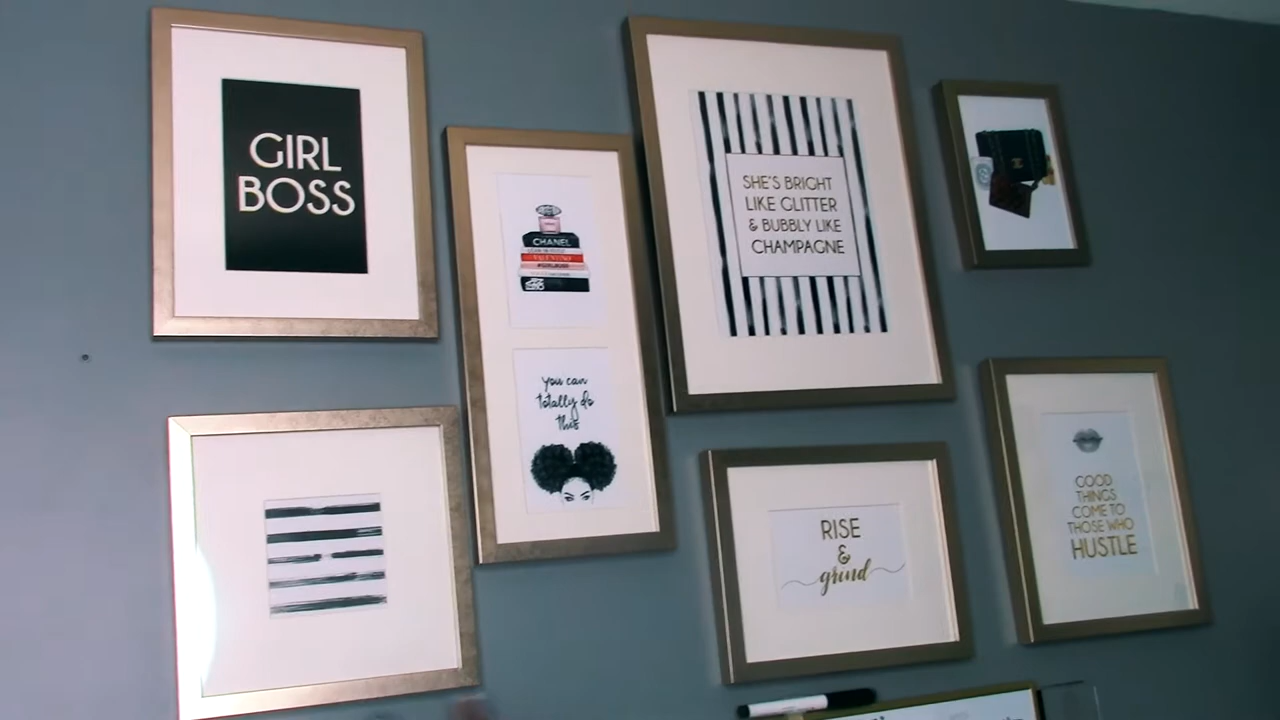 GIRL
BOSS
CHANEL
VALENTINO
you can
totally do
this
SHE'S BRIGHT
LIKE GLITTER
& BUBBLY LIKE
CHAMPAGNE
RISE
&
grind
GOOD
THINGS
COME TO
THOSE WHO
HUSTLE